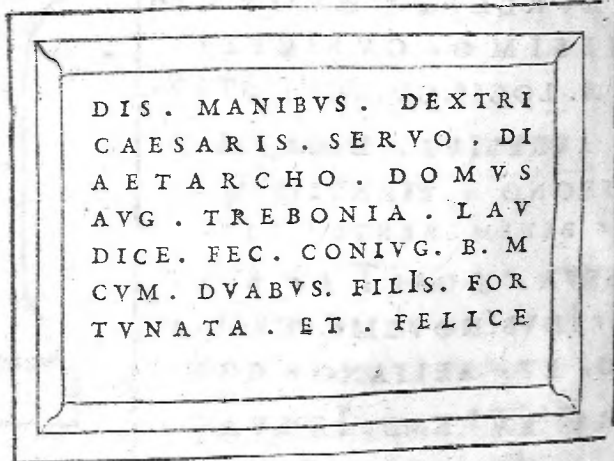 DIS . MANIBVS . DEXTRI
CAESARIS . SERVO . DI
AETARCHO . DOMVS
AVG . TREBONIA . LAV
DICE. FEC. CONIVG. B. M
CVM . DVABVS. FILIs. FOR
TVNATA . ET . FELICE